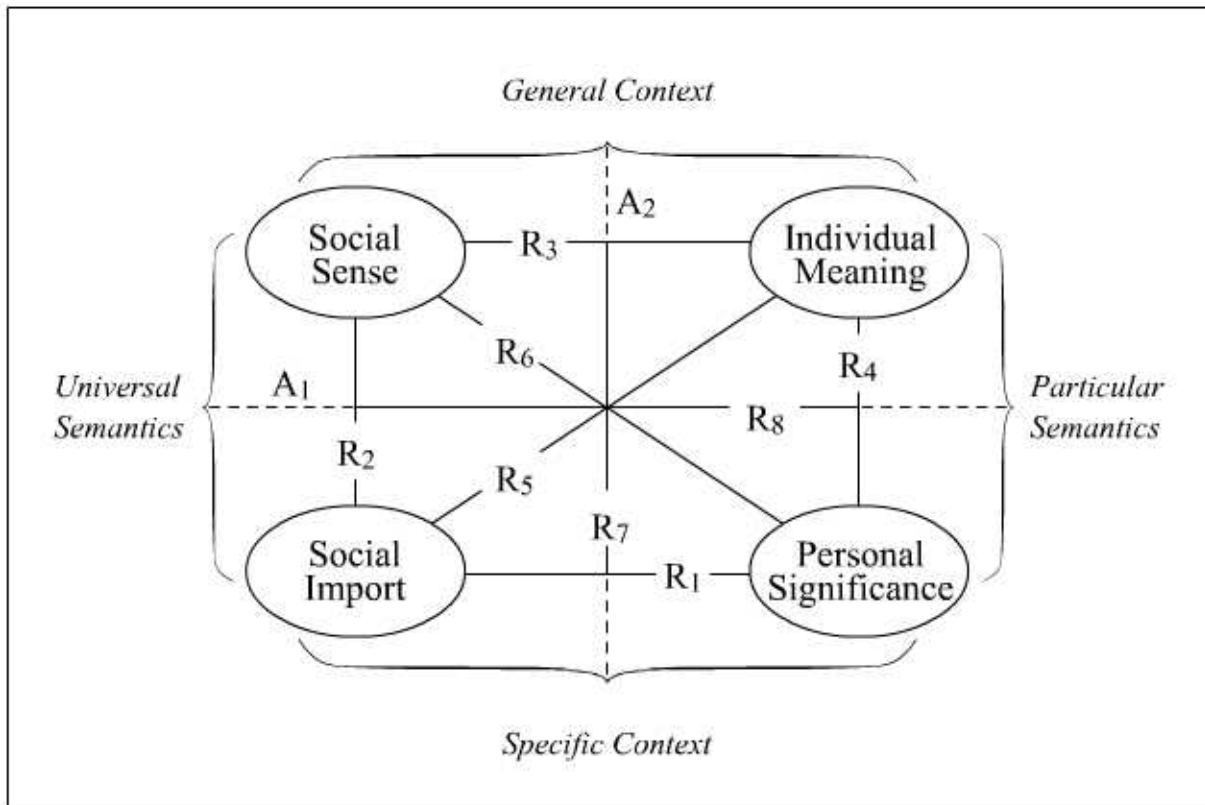 General Context
A2
Social
Sense
R3
Individual
Meaning
R6
R4
Universal
Semantics
A1
R8
Particular
Semantics
R2
R5
R7
Social
Import
R1
Personal
Significance
Specific Context